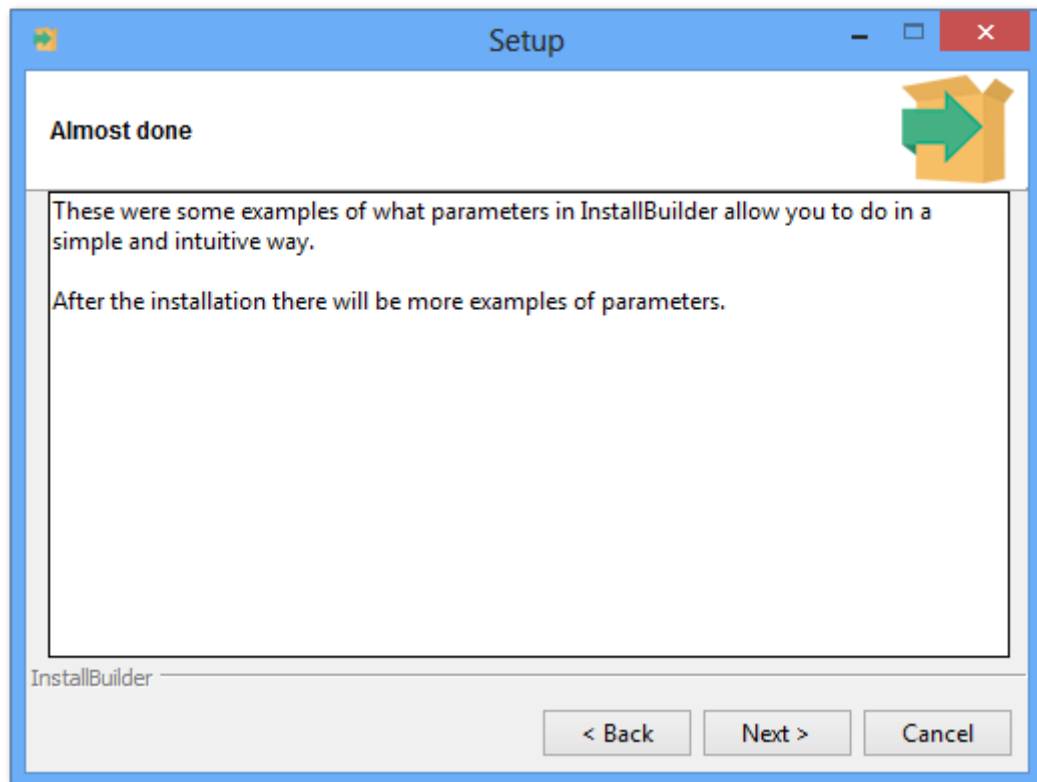 Setup
Almost done
These were some examples of what parameters in InstallBuilder allow you to do in a
simple and intuitive way.
After the installation there will be more examples of parameters.
InstallBuilder
< Back
Next >
Cancel